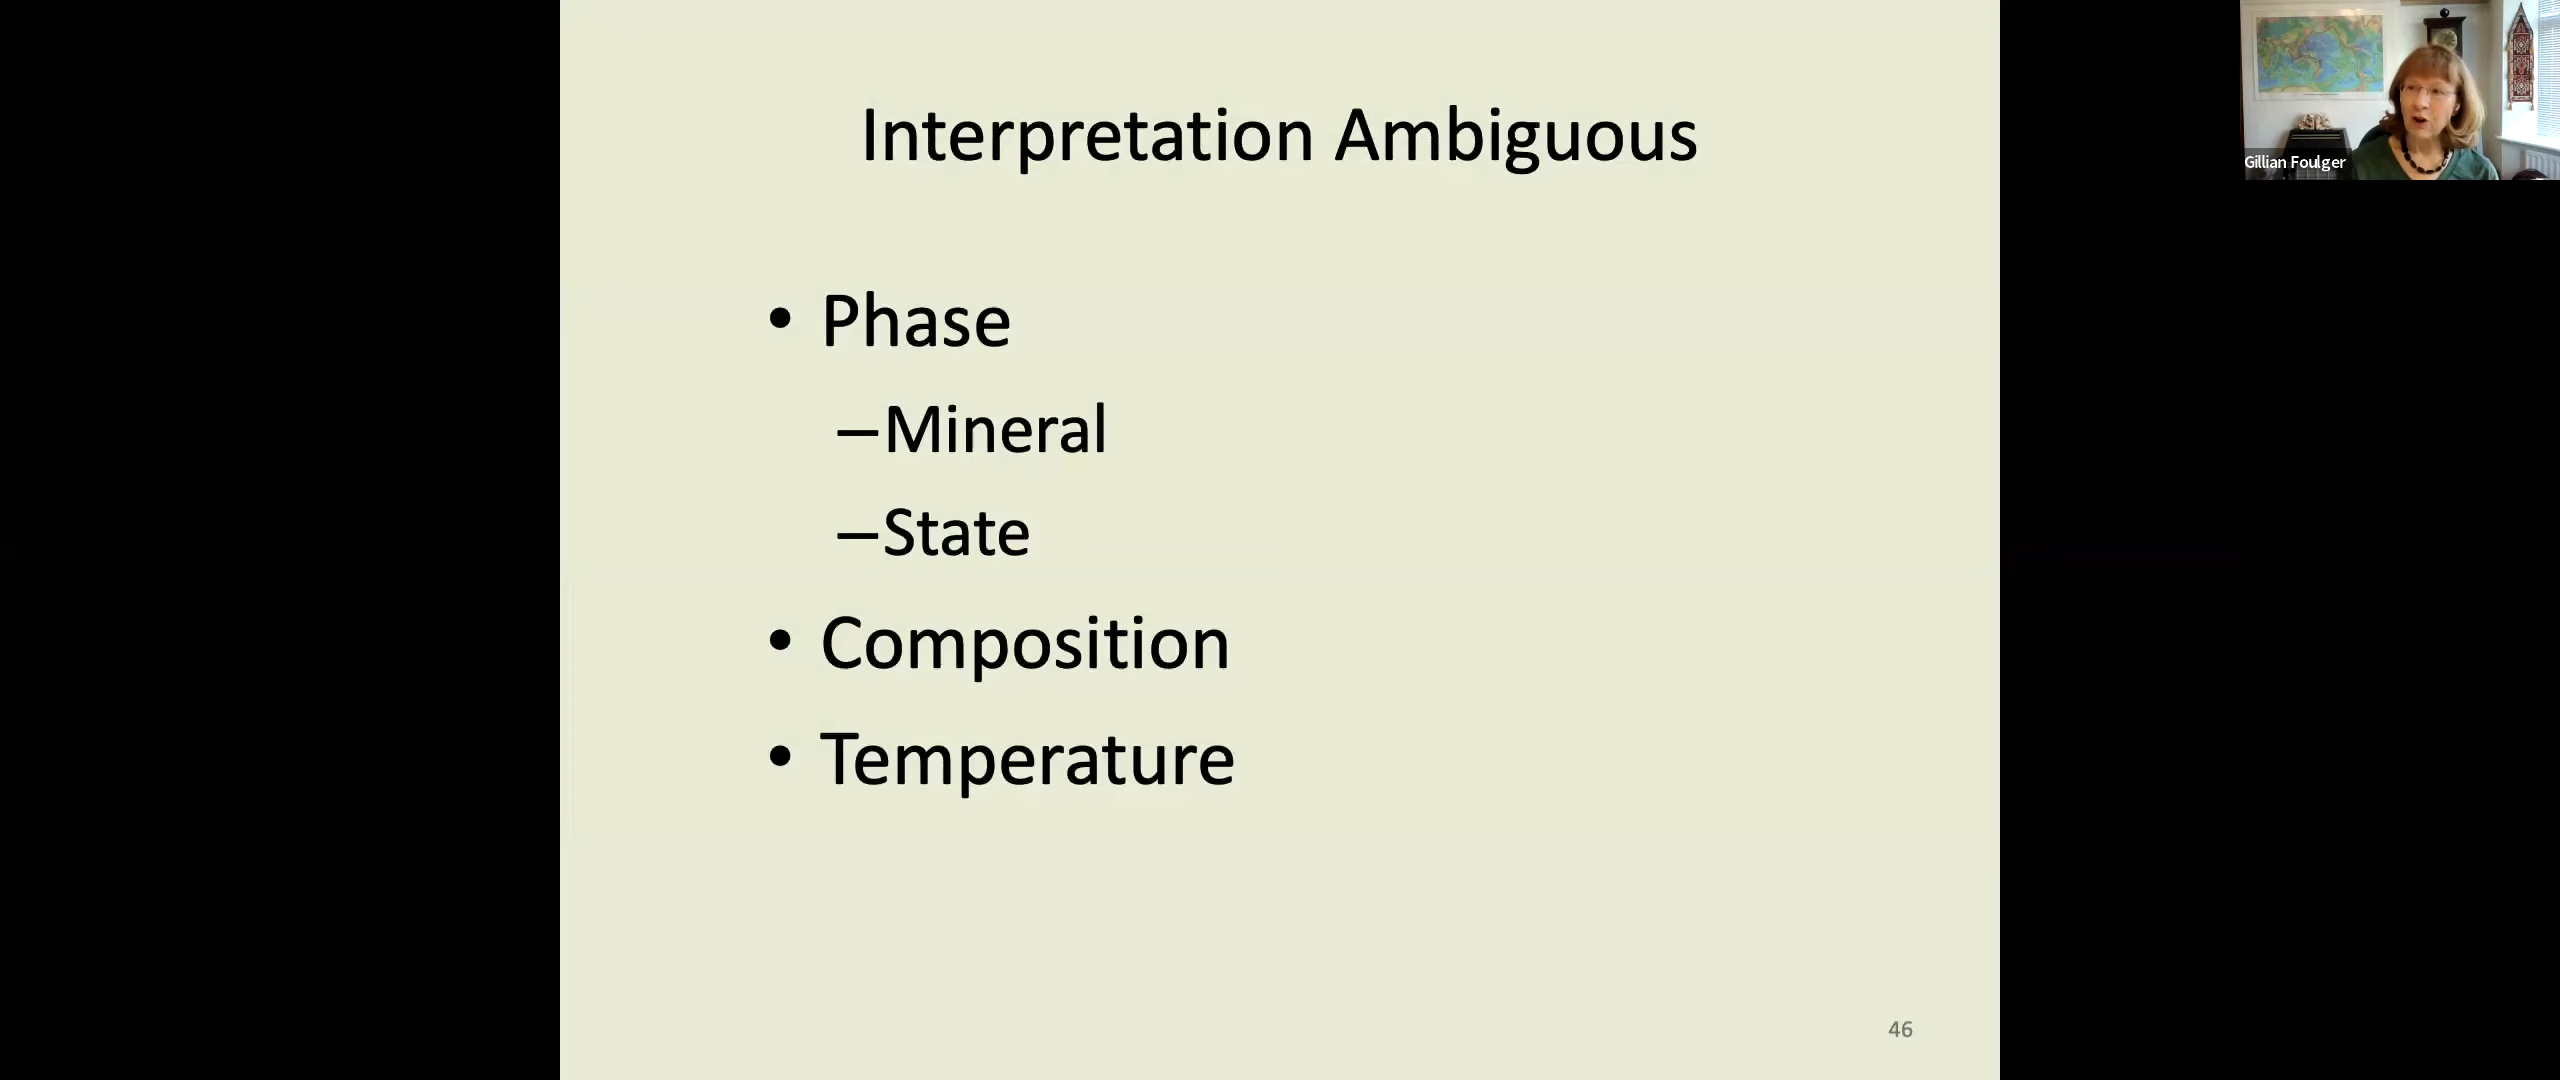 Interpretation Ambiguous
• Phase
–Mineral
–State
• Composition
• Temperature
46
Gillian Foulger